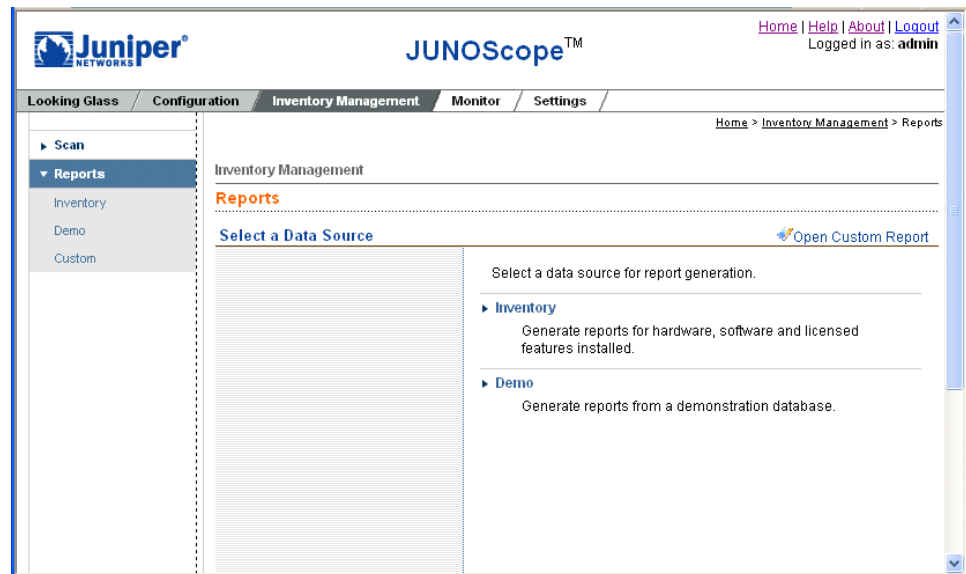 Juniper®
NETWORKS
JUNOScope™
Home | Help | About | Logout
Logged in as: admin
Looking Glass / Configuration / Inventory Management / Monitor / Settings /
Home > Inventory Management > Reports
Scan
Reports
Inventory
Demo
Custom
Inventory Management
Reports
Select a Data Source
Open Custom Report
Select a data source for report generation.
Inventory
Generate reports for hardware, software and licensed
features installed.
Demo
Generate reports from a demonstration database.